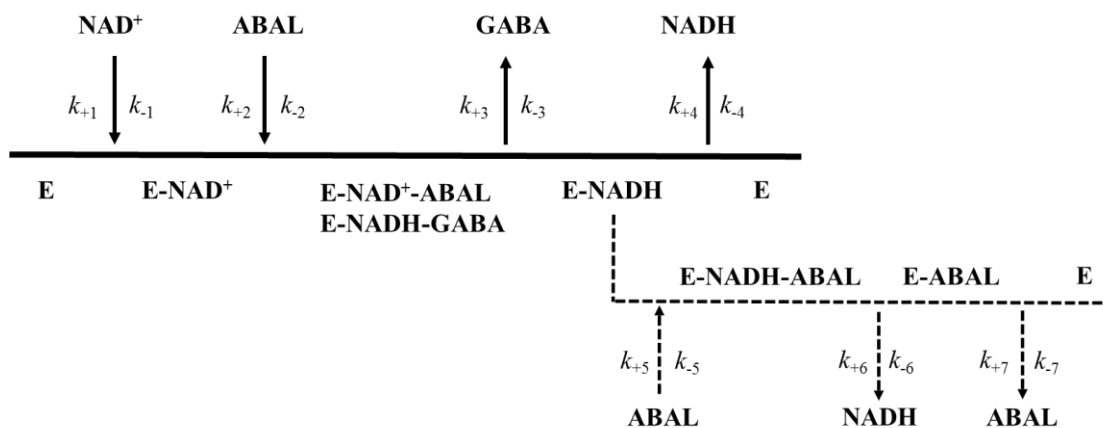 NAD⁺ ABAL GABA NADH
k₊₁ k₋₁ k₊₂ k₋₂ k₊₃ k₋₃ k₊₄ k₋₄
E E-NAD⁺ E-NAD⁺-ABAL E-NADH E
E-NADH-GABA
E-NADH-ABAL E-ABAL E
k₊₅ k₋₅ k₊₆ k₋₆ k₊₇ k₋₇
ABAL NADH ABAL